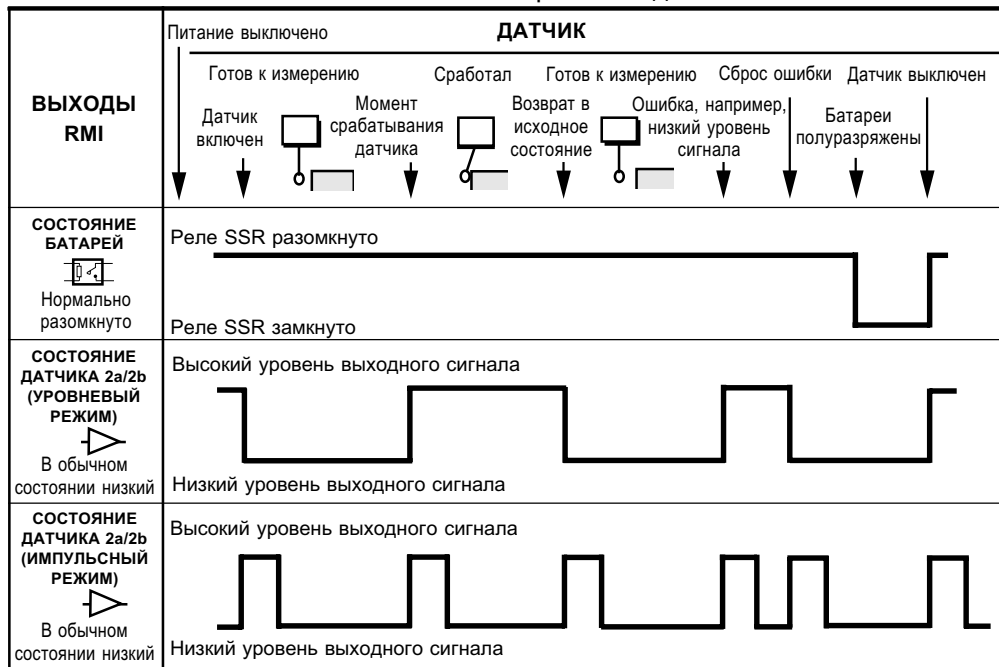 ВЫХОДЫ
RMI
Питание выключено
ДАТЧИК
Готов к измерению
Сработал
Готов к измерению
Сброс ошибки
Датчик выключен
Датчик
включен
Момент
срабатывания
датчика
Возврат в
исходное
состояние
Ошибка, например,
низкий уровень
сигнала
Батареи
полуразряжены
СОСТОЯНИЕ
БАТАРЕЙ
Нормально
разомкнуто
Реле SSR разомкнуто
Реле SSR замкнуто
СОСТОЯНИЕ
ДАТЧИКА 2a/2b
(УРОВНЕВЫЙ
РЕЖИМ)
В обычном
состоянии низкий
Высокий уровень выходного сигнала
Низкий уровень выходного сигнала
СОСТОЯНИЕ
ДАТЧИКА 2a/2b
(ИМПУЛЬСНЫЙ
РЕЖИМ)
В обычном
состоянии низкий
Высокий уровень выходного сигнала
Низкий уровень выходного сигнала